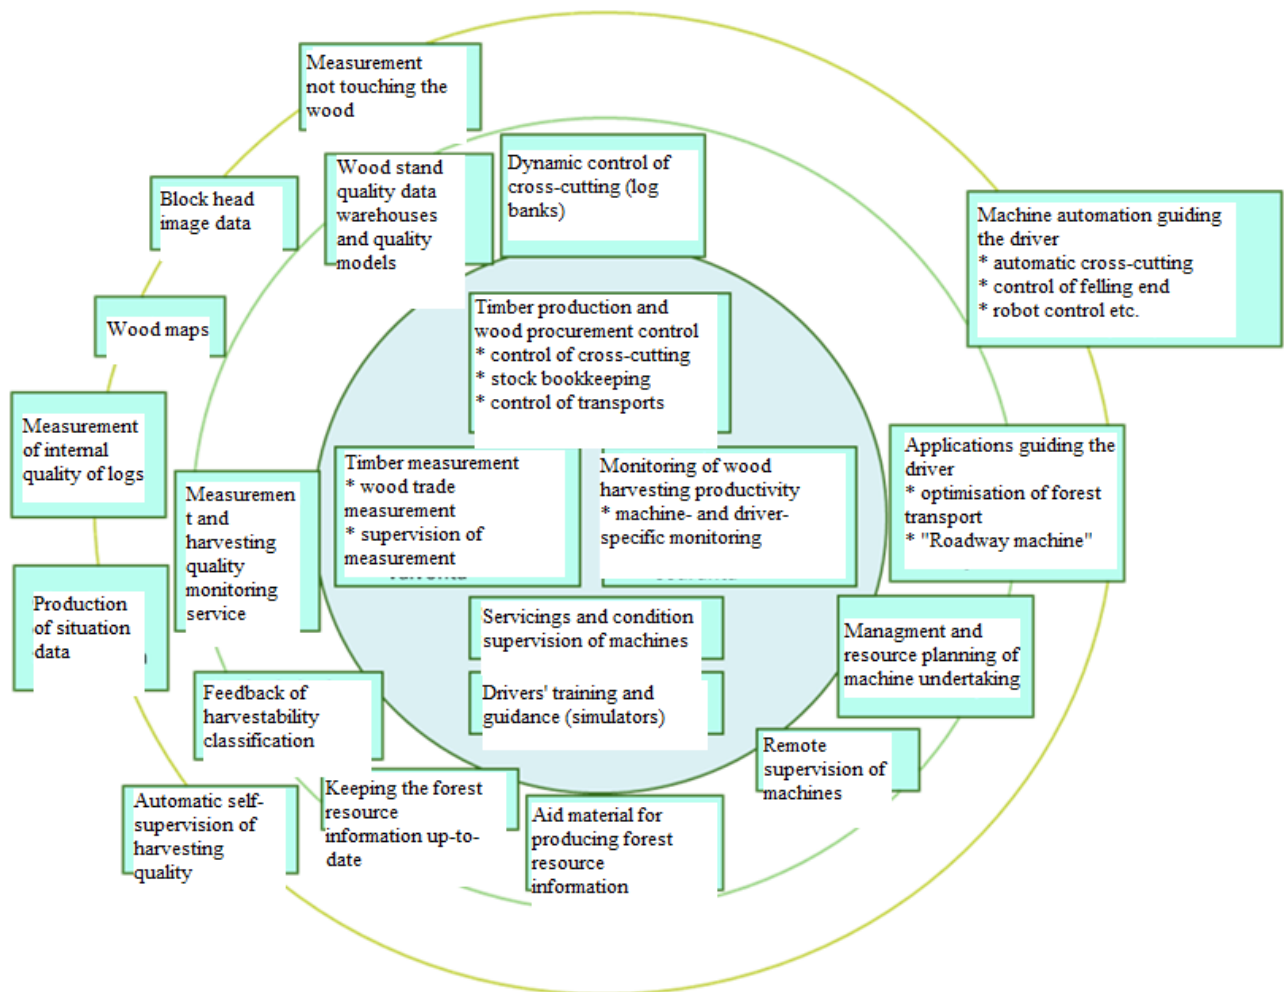 Measurement
not touching the
wood
Wood stand
quality data
warehouses
and quality
models
Dynamic control of
cross-cutting (log
banks)
Block head
image data
Machine automation guiding
the driver
* automatic cross-cutting
* control of felling end
* robot control etc.
Wood maps
Timber production and
wood procurement control
* control of cross-cutting
* stock bookkeeping
* control of transports
Measurement
of internal
quality of logs
Measuremen
t and
harvesting
quality
monitoring
service
Timber measurement
* wood trade
measurement
* supervision of
measurement
Monitoring of wood
harvesting productivity
* machine- and driver-
specific monitoring
Applications guiding the
driver
* optimisation of forest
transport
* "Roadway machine"
Production
of situation
data
Servicings and condition
supervision of machines
Managment and
resource planning of
machine undertaking
Feedback of
harvestability
classification
Drivers' training and
guidance (simulators)
Remote
supervision of
machines
Automatic self-
supervision of
harvesting
quality
Keeping the forest
resource
information up-to-
date
Aid material for
producing forest
resource
information